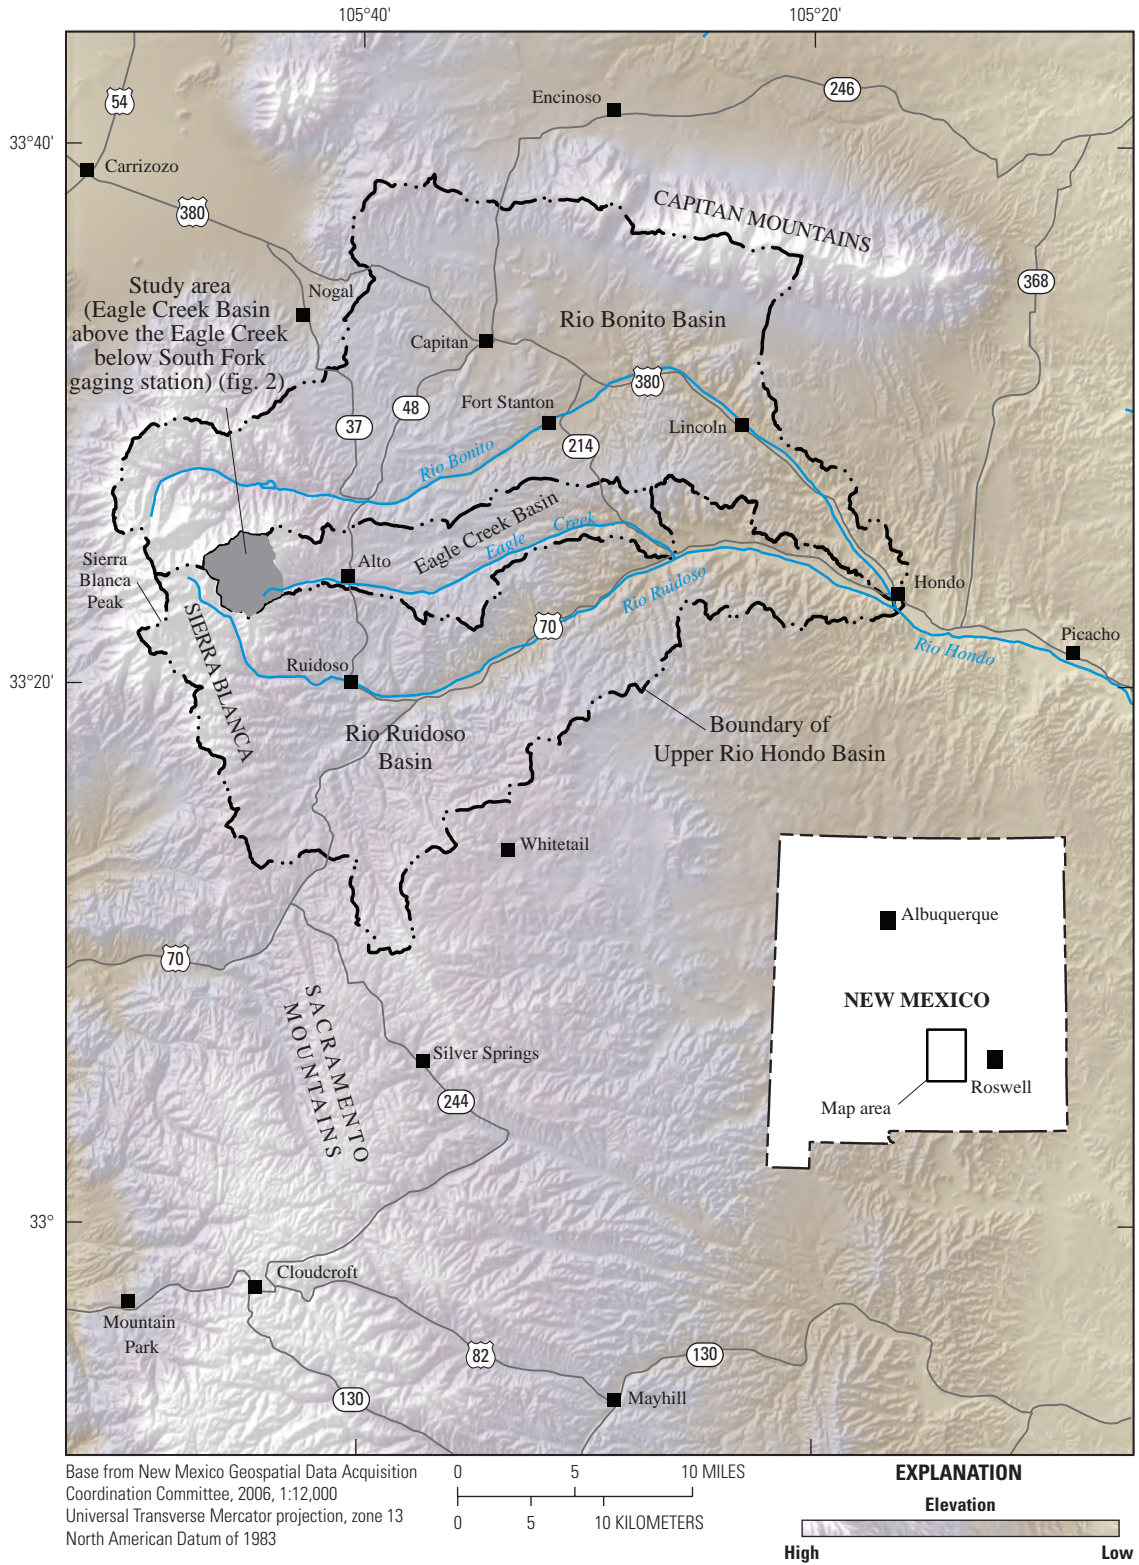 105°40'
105°20'
54
Encinoso
246
33°40'
Carrizozo
380
CAPITAN MOUNTAINS
368
Study area
(Eagle Creek Basin
above the Eagle Creek
below South Fork
gaging station) (fig. 2)
Nogal
Rio Bonito Basin
Capitan
380
48
Fort Stanton
37
214
Lincoln
Rio Bonito
Eagle Creek Basin
Eagle Creek
Sierra
Blanca
Peak
Alto
Hondo
Rio Ruidoso
SIERRA BLANCA
70
Picacho
Rio Hondo
Ruidoso
33°20'
Rio Ruidoso
Basin
Boundary of
Upper Rio Hondo Basin
Whitetail
Albuquerque
70
NEW MEXICO
SACRAMENTO
MOUNTAINS
Silver Springs
Roswell
Map area
244
33°
Cloudcroft
Mountain
Park
82
130
130
Mayhill
Base from New Mexico Geospatial Data Acquisition
Coordination Committee, 2006, 1:12,000
Universal Transverse Mercator projection, zone 13
North American Datum of 1983
0 5 10 MILES
0 5 10 KILOMETERS
EXPLANATION
Elevation
High Low